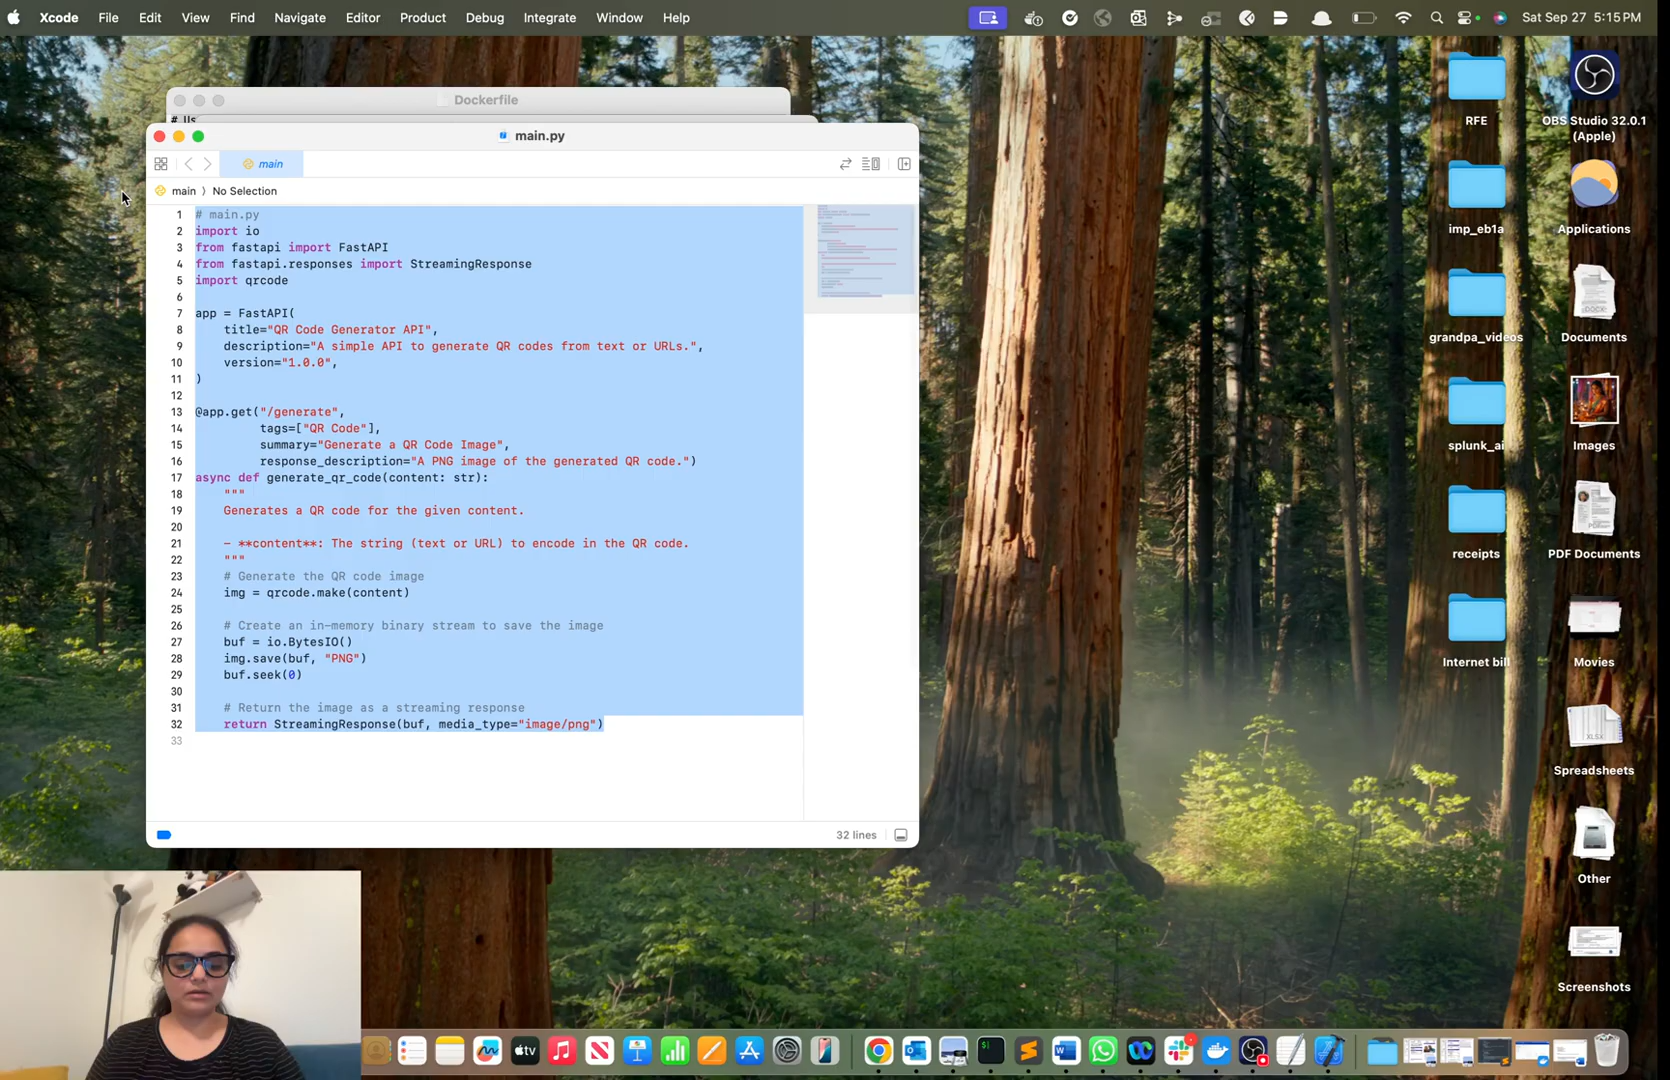 Xcode File Edit View Find Navigate Editor Product Debug Integrate Window Help Sat Sep 27 5:15 PM
Dockerfile
# Us
main.py
main
main 〉 No Selection
1 # main.py
2 import io
3 from fastapi import FastAPI
4 from fastapi.responses import StreamingResponse
5 import qrcode
6
7 app = FastAPI(
8 title="QR Code Generator API",
9 description="A simple API to generate QR codes from text or URLs.",
10 version="1.0.0",
11 )
12
13 @app.get("/generate",
14 tags=["QR Code"],
15 summary="Generate a QR Code Image",
16 response_description="A PNG image of the generated QR code.")
17 async def generate_qr_code(content: str):
18 """
19 Generates a QR code for the given content.
20
21 - **content**: The string (text or URL) to encode in the QR code.
22 """
23 # Generate the QR code image
24 img = qrcode.make(content)
25
26 # Create an in-memory binary stream to save the image
27 buf = io.BytesIO()
28 img.save(buf, "PNG")
29 buf.seek(0)
30
31 # Return the image as a streaming response
32 return StreamingResponse(buf, media_type="image/png")
33
32 lines
RFE
OBS Studio 32.0.1
(Apple)
imp_eb1a
Applications
grandpa_videos
DOCX
Documents
splunk_ai
Images
receipts
PDF
PDF Documents
Internet bill
Movies
XLSX
Spreadsheets
Other
Screenshots
tv